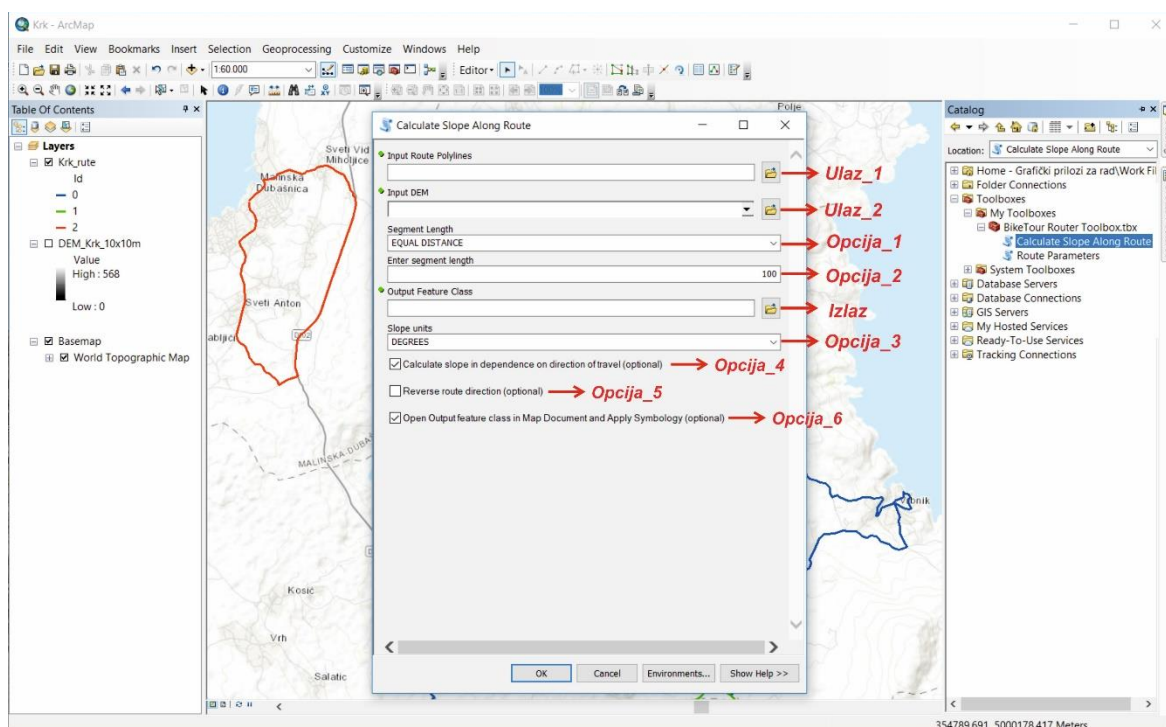 Krk - ArcMap
File Edit View Bookmarks Insert Selection Geoprocessing Customize Windows Help
1:60.000
Editor
Table Of Contents
Layers
Krk_rute
Id
0
1
2
DEM_Krk_10x10m
Value
High : 568
Low : 0
Basemap
World Topographic Map
Polje
Sveti Vid
Miholjice
Malinska
Dubašnica
Sveti Anton
Kosic
Vrh
Salatic
Calculate Slope Along Route
Input Route Polylines
Ulaz_1
Input DEM
Ulaz_2
Segment Length
EQUAL DISTANCE
Opcija_1
Enter segment length
100
Opcija_2
Output Feature Class
Izlaz
Slope units
DEGREES
Opcija_3
Calculate slope in dependence on direction of travel (optional)
Opcija_4
Reverse route direction (optional)
Opcija_5
Open Output feature class in Map Document and Apply Symbology (optional)
Opcija_6
OK Cancel Environments... Show Help >>
Catalog
Location: Calculate Slope Along Route
Home - Grafički prilozi za rad\Work Fil
Folder Connections
Toolboxes
My Toolboxes
BikeTour Router Toolbox.tbx
Calculate Slope Along Route
Route Parameters
System Toolboxes
Database Servers
Database Connections
GIS Servers
My Hosted Services
Ready-To-Use Services
Tracking Connections
354789,691 5000178,417 Meters